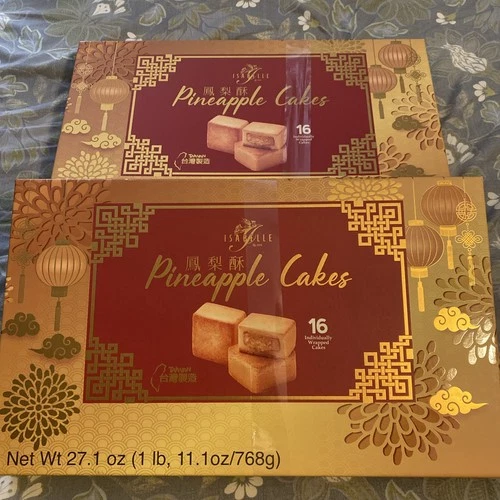 ISABELLE
鳳梨酥
Pineapple Cakes
16
Individually
Wrapped
Cakes
Taiwan
台灣製造
ISABELLE
鳳梨酥
Pineapple Cakes
16
Individually
Wrapped
Cakes
Taiwan
台灣製造
Net Wt 27.1 oz (1 lb, 11.1oz/768g)